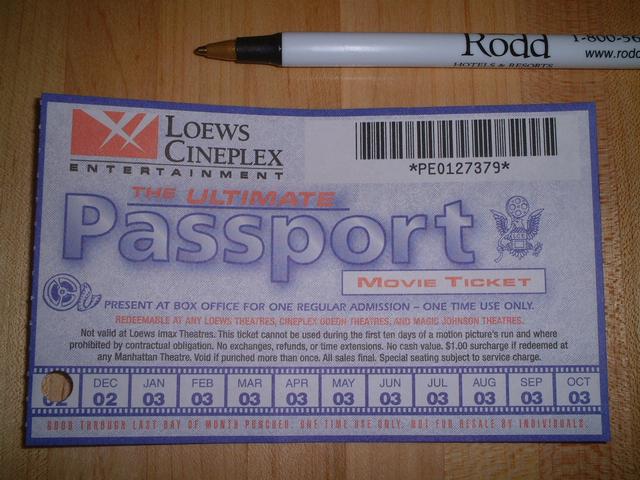 Rodd
HOTELS & RESORTS
1-800-56
www.rodd
LOEWS
CINEPLEX
ENTERTAINMENT
*PE0127379*
THE ULTIMATE
Passport
MOVIE TICKET
PRESENT AT BOX OFFICE FOR ONE REGULAR ADMISSION – ONE TIME USE ONLY.
REDEEMABLE AT ANY LOEWS THEATRES, CINEPLEX ODEON THEATRES, AND MAGIC JOHNSON THEATRES.
Not valid at Loews Imax Theatres. This ticket cannot be used during the first ten days of a motion picture's run and where
prohibited by contractual obligation. No exchanges, refunds, or time extensions. No cash value. $1.00 surcharge if redeemed at
any Manhattan Theatre. Void if punched more than once. All sales final. Special seating subject to service charge.
DEC JAN FEB MAR APR MAY JUN JUL AUG SEP OCT
02 02 03 03 03 03 03 03 03 03 03 03
GOOD THROUGH LAST DAY OF MONTH PUNCHED. ONE TIME USE ONLY. NOT FOR RESALE BY INDIVIDUALS.